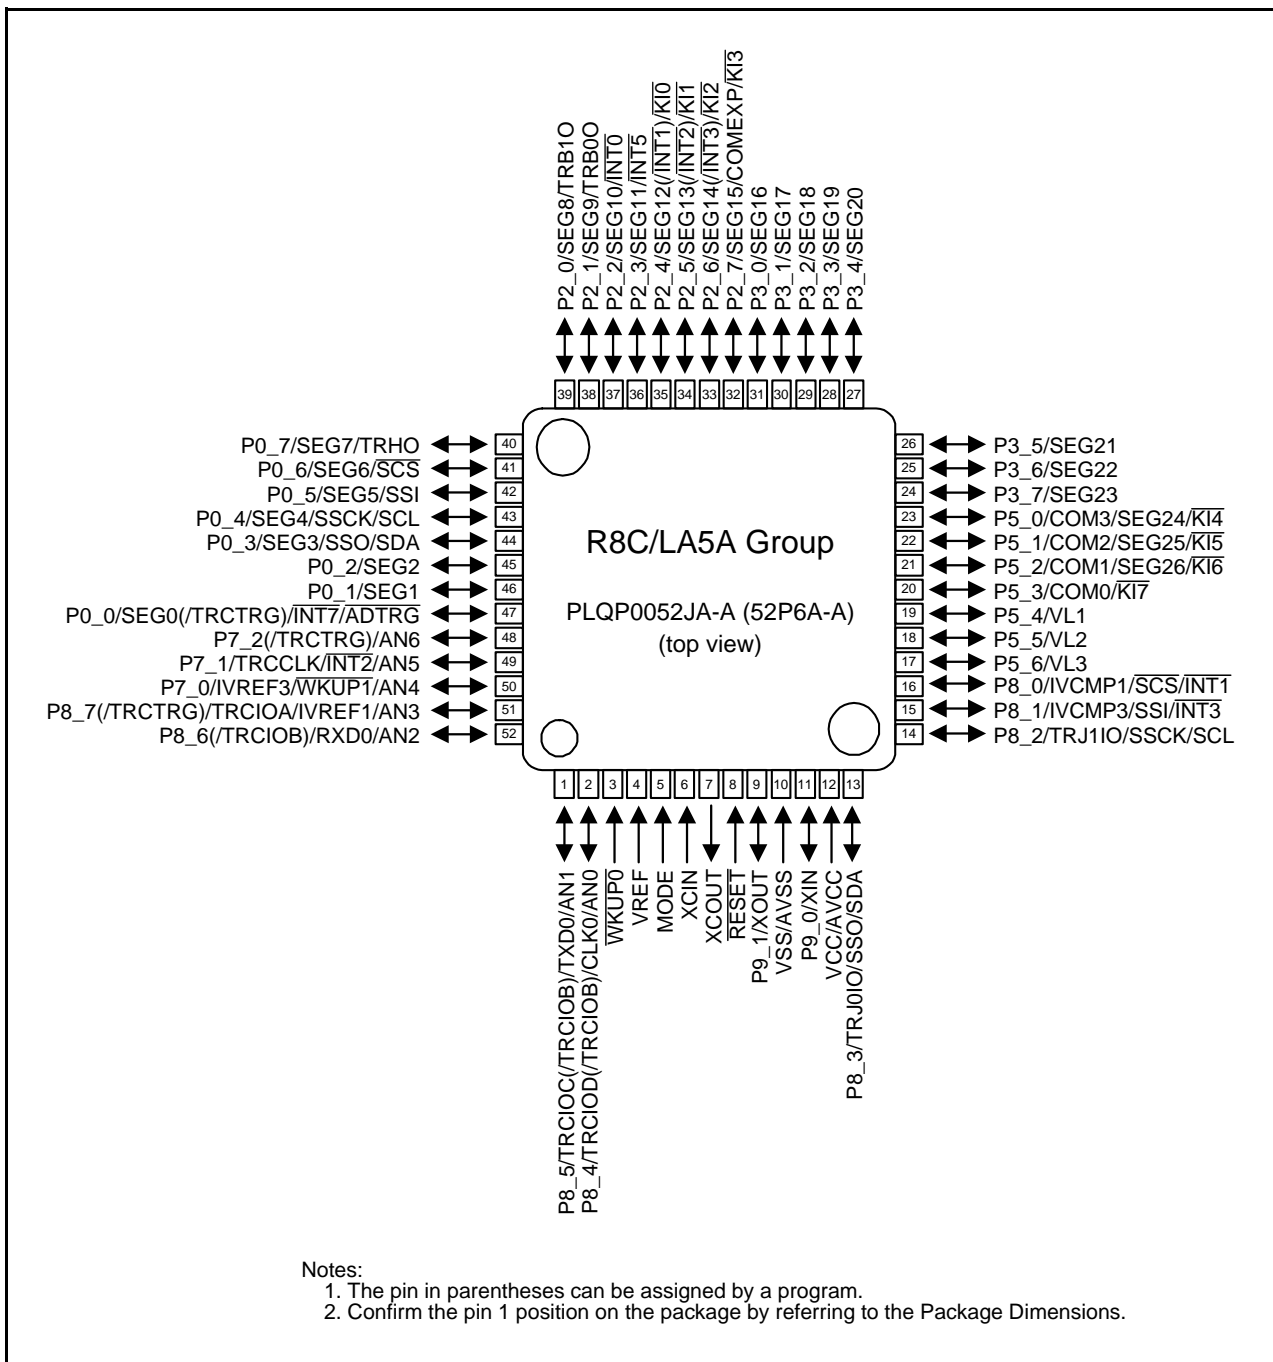 P2_0/SEG8/TRB1O
P2_1/SEG9/TRB0O
P2_2/SEG10/INT0
P2_3/SEG11/INT5
P2_4/SEG12(/INT1)/KI0
P2_5/SEG13(/INT2)/KI1
P2_6/SEG14(/INT3)/KI2
P2_7/SEG15/COMEXP/KI3
P3_0/SEG16
P3_1/SEG17
P3_2/SEG18
P3_3/SEG19
P3_4/SEG20
39 38 37 36 35 34 33 32 31 30 29 28 27
P0_7/SEG7/TRHO 40
P0_6/SEG6/SCS 41
P0_5/SEG5/SSI 42
P0_4/SEG4/SSCK/SCL 43
P0_3/SEG3/SSO/SDA 44
P0_2/SEG2 45
P0_1/SEG1 46
P0_0/SEG0(/TRCTRG)/INT7/ADTRG 47
P7_2(/TRCTRG)/AN6 48
P7_1/TRCCLK/INT2/AN5 49
P7_0/IVREF3/WKUP1/AN4 50
P8_7(/TRCTRG)/TRCIOA/IVREF1/AN3 51
P8_6(/TRCIOB)/RXD0/AN2 52
R8C/LA5A Group
PLQP0052JA-A (52P6A-A)
(top view)
26 P3_5/SEG21
25 P3_6/SEG22
24 P3_7/SEG23
23 P5_0/COM3/SEG24/KI4
22 P5_1/COM2/SEG25/KI5
21 P5_2/COM1/SEG26/KI6
20 P5_3/COM0/KI7
19 P5_4/VL1
18 P5_5/VL2
17 P5_6/VL3
16 P8_0/IVCMP1/SCS/INT1
15 P8_1/IVCMP3/SSI/INT3
14 P8_2/TRJ1IO/SSCK/SCL
1 2 3 4 5 6 7 8 9 10 11 12 13
P8_5/TRCIOC(/TRCIOB)/TXD0/AN1
P8_4/TRCIOD(/TRCIOB)/CLK0/AN0
WKUP0
VREF
MODE
XCIN
XCOUT
RESET
P9_1/XOUT
VSS/AVSS
P9_0/XIN
VCC/AVCC
P8_3/TRJ0IO/SSO/SDA
Notes:
1. The pin in parentheses can be assigned by a program.
2. Confirm the pin 1 position on the package by referring to the Package Dimensions.